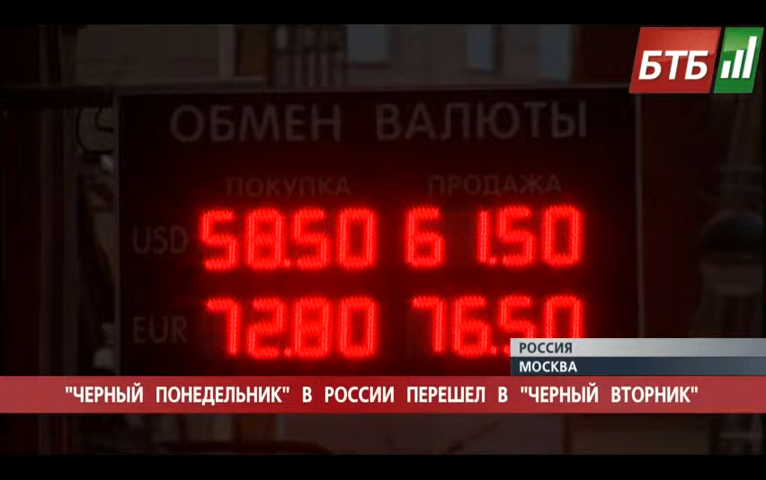 БТБ
ОБМЕН ВАЛЮТЫ
ПОКУПКА ПРОДАЖА
USD 58.50 61.50
EUR 72.80 76.50
РОССИЯ
МОСКВА
"ЧЕРНЫЙ ПОНЕДЕЛЬНИК" В РОССИИ ПЕРЕШЕЛ В "ЧЕРНЫЙ ВТОРНИК"